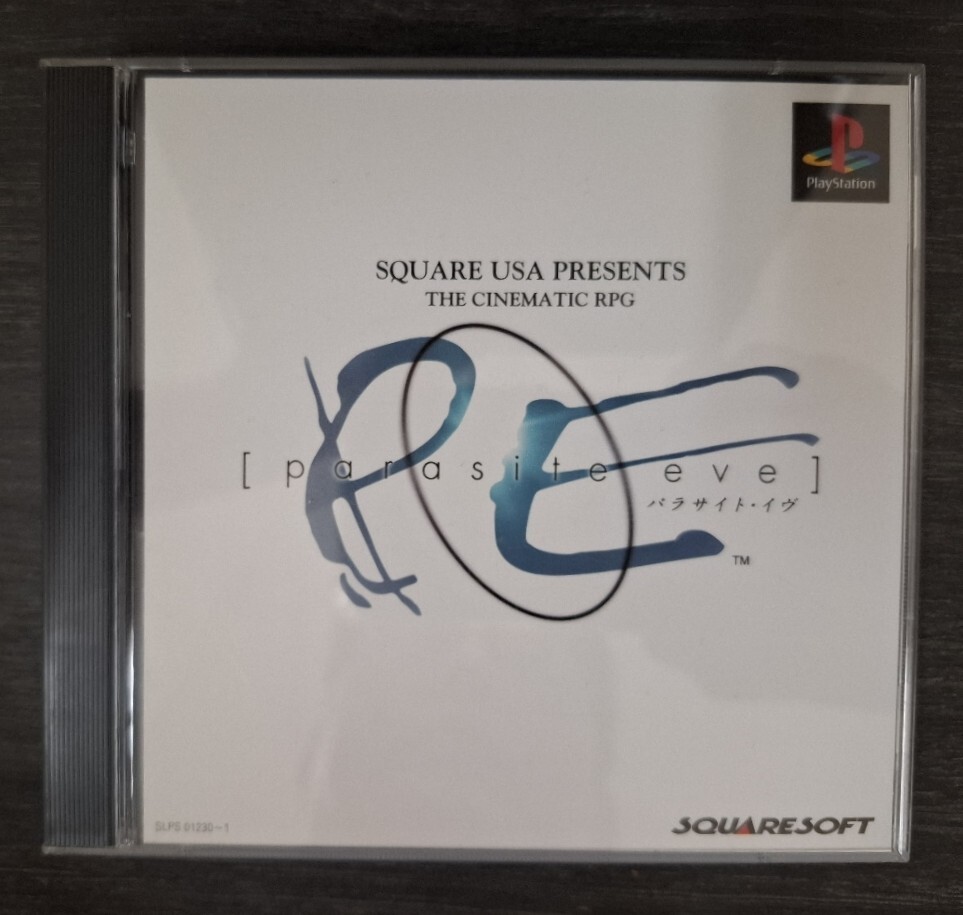 PlayStation
SQUARE USA PRESENTS
THE CINEMATIC RPG
PE
[ parasite eve ]
パラサイト・イヴ
TM
SLPS 01230~1
SQUARESOFT